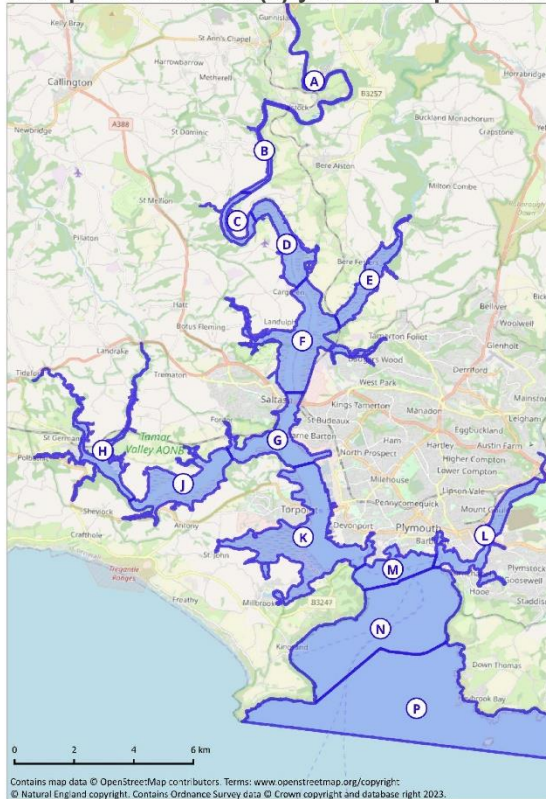 Kelly Bray
Gunnisla
St Ann's Chapel
Harrowbarrow
Metherell
Callington
A
B3257
Horrabridge
A388
Newbridge
St Dominic
Buckland Monachorum
Crapstone
B
Bere Alston
Milton Combe
St Mellion
C
Pillaton
D
Bere Ferrers
E
Cargreen
Hatt
Landulph
Botus Fleming
F
Tamerton Foliot
Belliver
Woolwell
Glenholt
Landrake
Trematon
West Park
Derriford
Tideford
Saltash
Kings Tamerton
Manadon
Leigham
St Budeaux
Eggbuckland
St Germans
Tamar
Valley AONB
G
Barne Barton
Ham
Hartley
Austin Farm
H
North Prospect
Higher Compton
Lower Compton
Milehouse
Lipson Vale
J
Pennycomequick
Mount Gould
Torpoint
Devonport
Plymouth
L
Sheviock
Antony
K
Crafthole
St John
Plymstock
Goosewell
Tregantle
Ranges
M
Hooe
Staddiscombe
Freathy
Millbrook
B3247
N
Kingsand
Down Thomas
P
0 2 4 6 km
Contains map data © OpenStreetMap contributors. Terms: www.openstreetmap.org/copyright
© Natural England copyright. Contains Ordnance Survey data © Crown copyright and database right 2023.